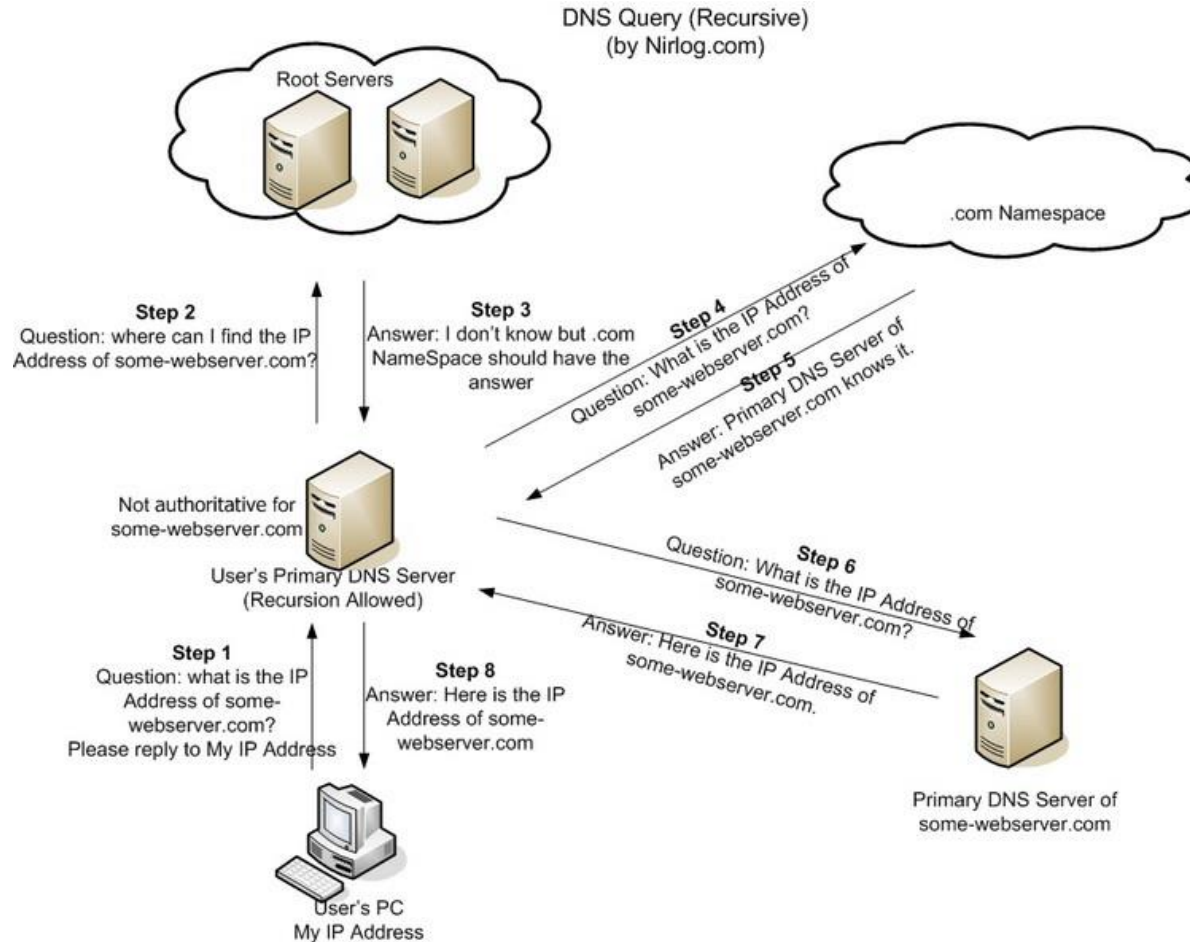 DNS Query (Recursive)
(by Nirlog.com)
Root Servers
.com Namespace
Step 2
Question: where can I find the IP
Address of some-webserver.com?
Step 3
Answer: I don't know but .com
NameSpace should have the
answer
Step 4
Question: What is the IP Address of
some-webserver.com?
Step 5
Answer: Primary DNS Server of
some-webserver.com knows it.
Not authoritative for
some-webserver.com
User's Primary DNS Server
(Recursion Allowed)
Step 6
Question: What is the IP Address of
some-webserver.com?
Step 7
Answer: Here is the IP Address of
some-webserver.com.
Step 1
Question: what is the IP
Address of some-
webserver.com?
Please reply to My IP Address
Step 8
Answer: Here is the IP
Address of some-
webserver.com
Primary DNS Server of
some-webserver.com
User's PC
My IP Address